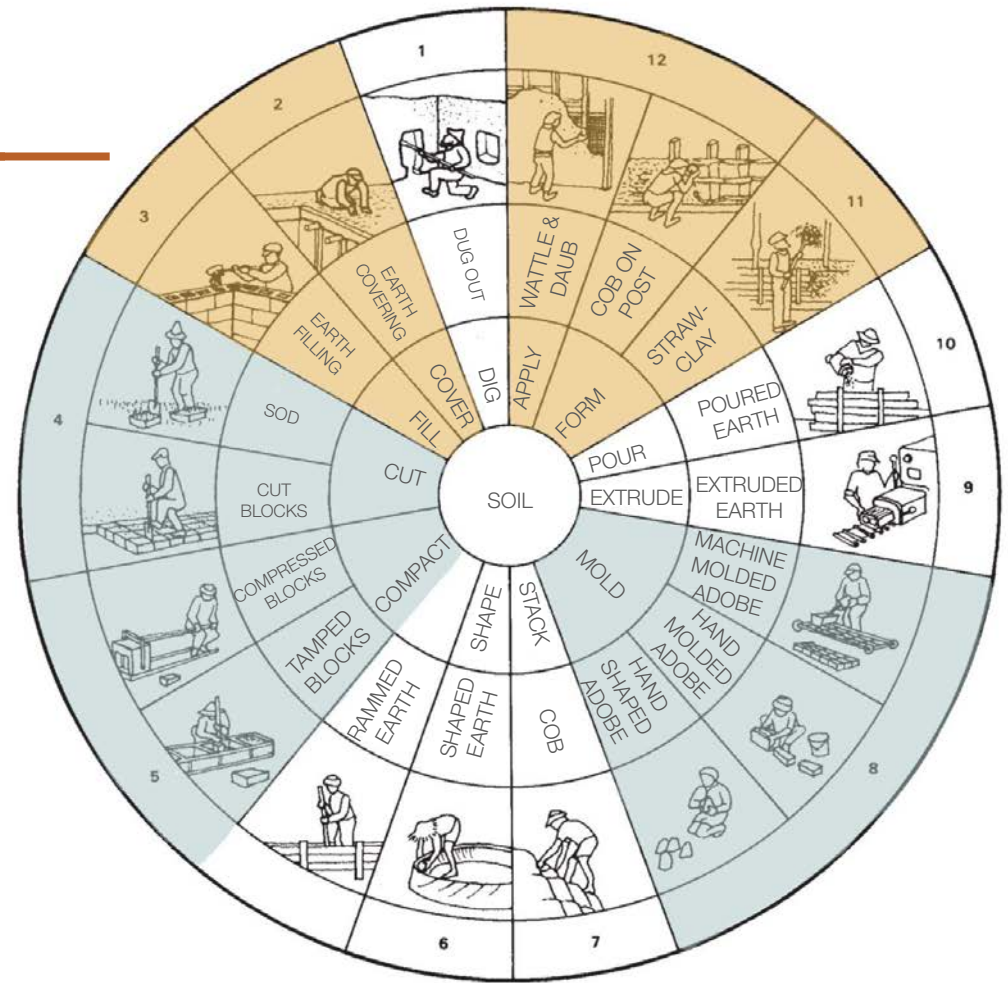 1
2
3
4
5
6
7
8
9
10
11
12
SOIL
DIG
COVER
FILL
CUT
COMPACT
SHAPE
STACK
MOLD
EXTRUDE
POUR
FORM
APPLY
DUG OUT
EARTH
COVERING
EARTH
FILLING
SOD
CUT
BLOCKS
COMPRESSED
BLOCKS
TAMPED
BLOCKS
RAMMED
EARTH
SHAPED
EARTH
COB
HAND
SHAPED
ADOBE
HAND
MOLDED
ADOBE
MACHINE
MOLDED
ADOBE
EXTRUDED
EARTH
POURED
EARTH
STRAW-
CLAY
COB ON
POST
WATTLE &
DAUB